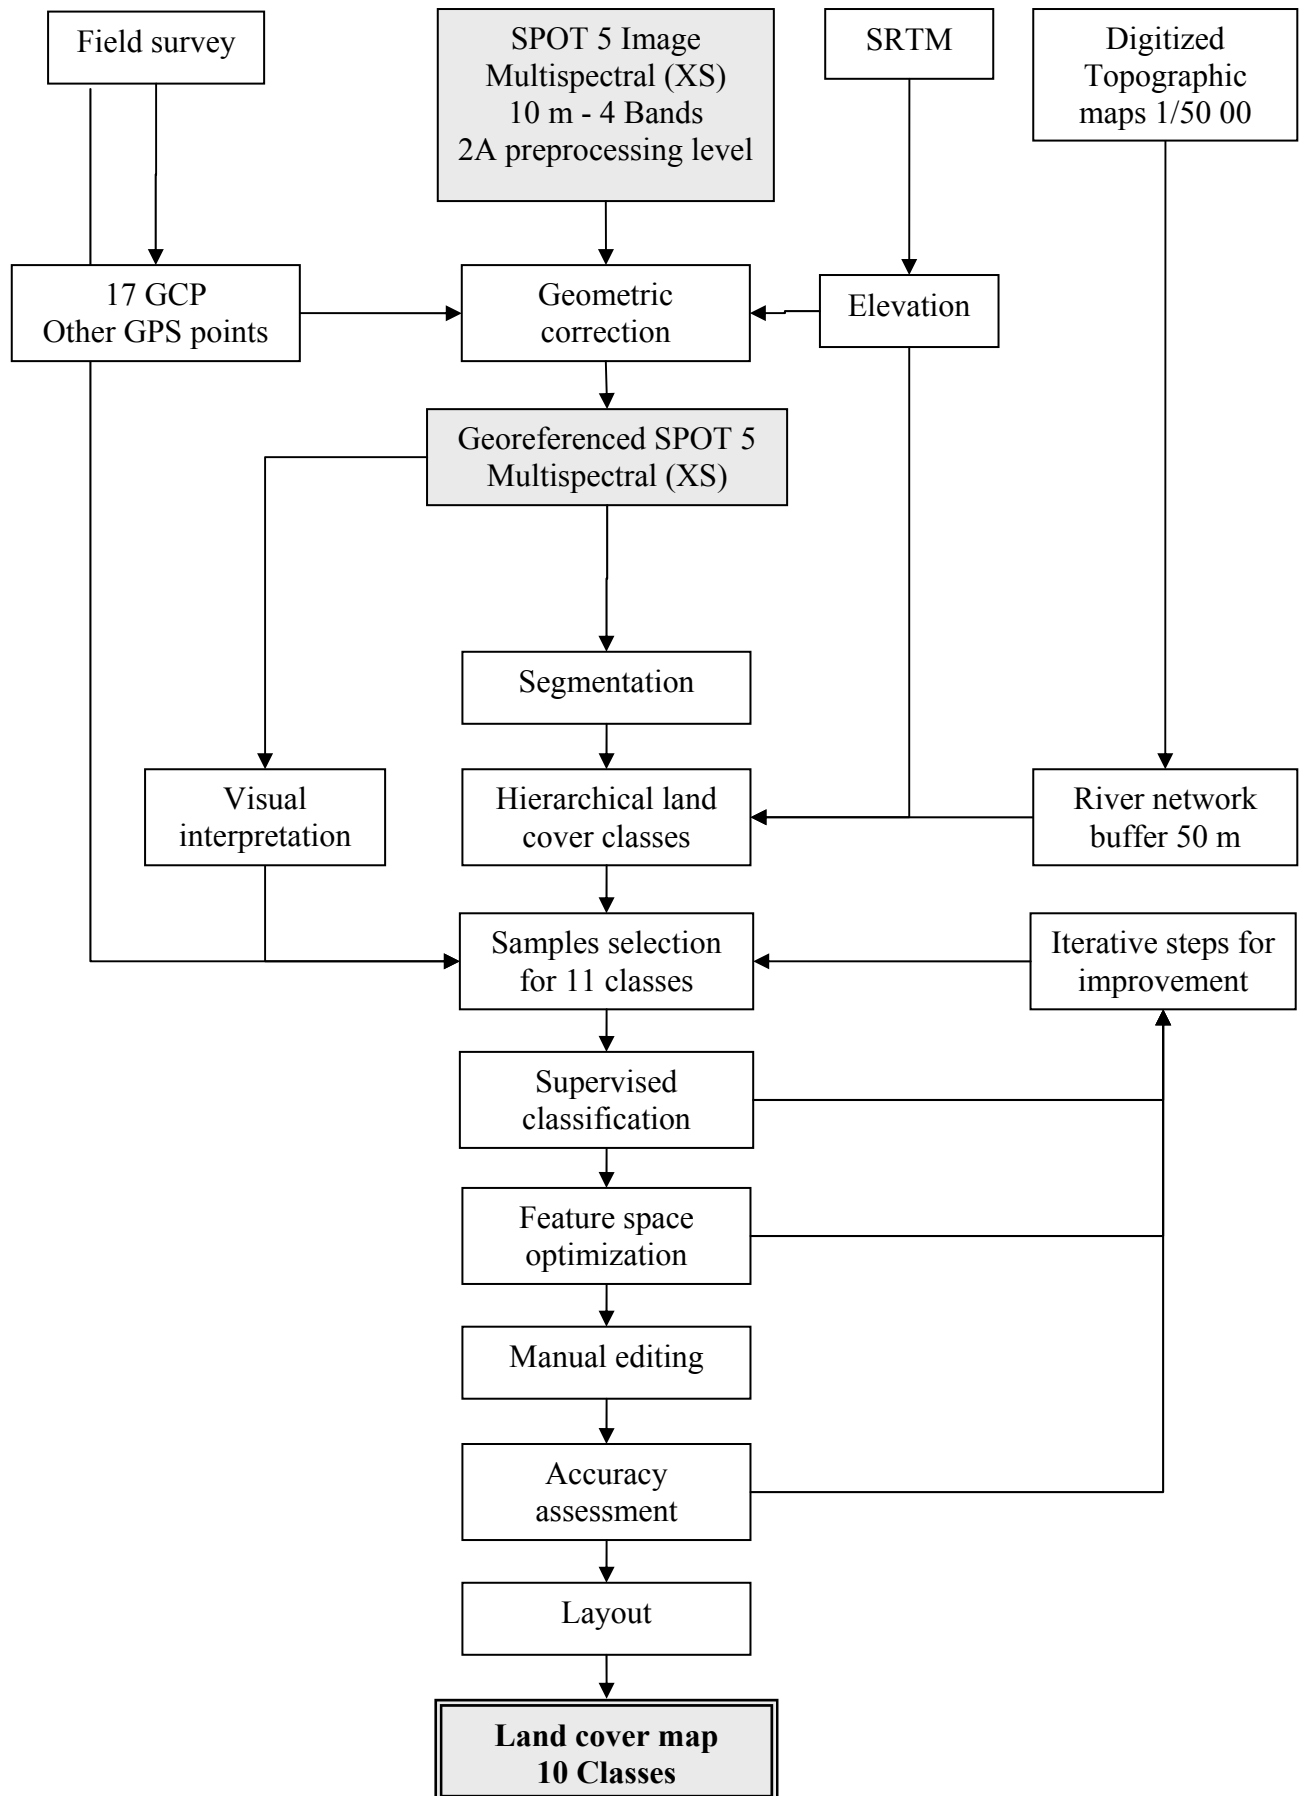 Field survey
SPOT 5 Image
Multispectral (XS)
10 m - 4 Bands
2A preprocessing level
SRTM
Digitized
Topographic
maps 1/50 00
17 GCP
Other GPS points
Geometric
correction
Elevation
Georeferenced SPOT 5
Multispectral (XS)
Segmentation
Visual
interpretation
Hierarchical land
cover classes
River network
buffer 50 m
Samples selection
for 11 classes
Iterative steps for
improvement
Supervised
classification
Feature space
optimization
Manual editing
Accuracy
assessment
Layout
Land cover map
10 Classes